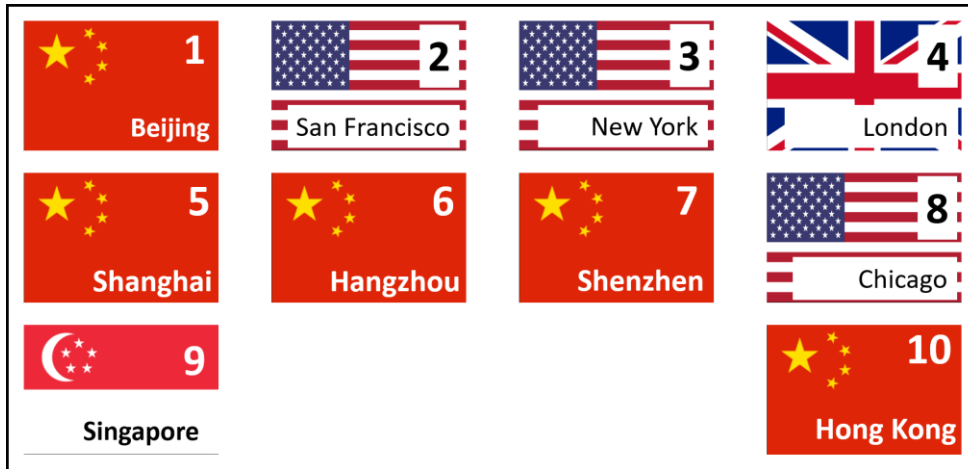 1
Beijing
2
San Francisco
3
New York
4
London
5
Shanghai
6
Hangzhou
7
Shenzhen
8
Chicago
9
Singapore
10
Hong Kong